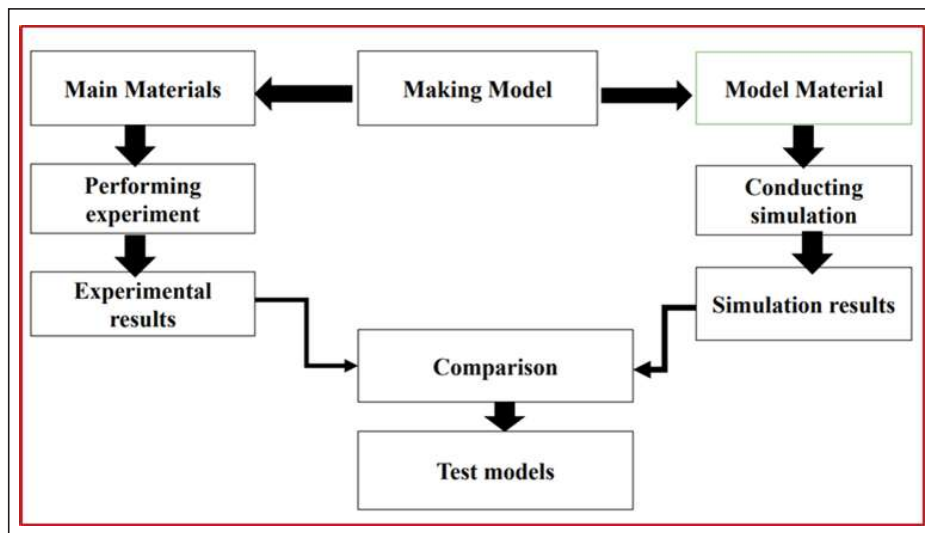 Main Materials
Making Model
Model Material
Performing
experiment
Conducting
simulation
Experimental
results
Simulation results
Comparison
Test models